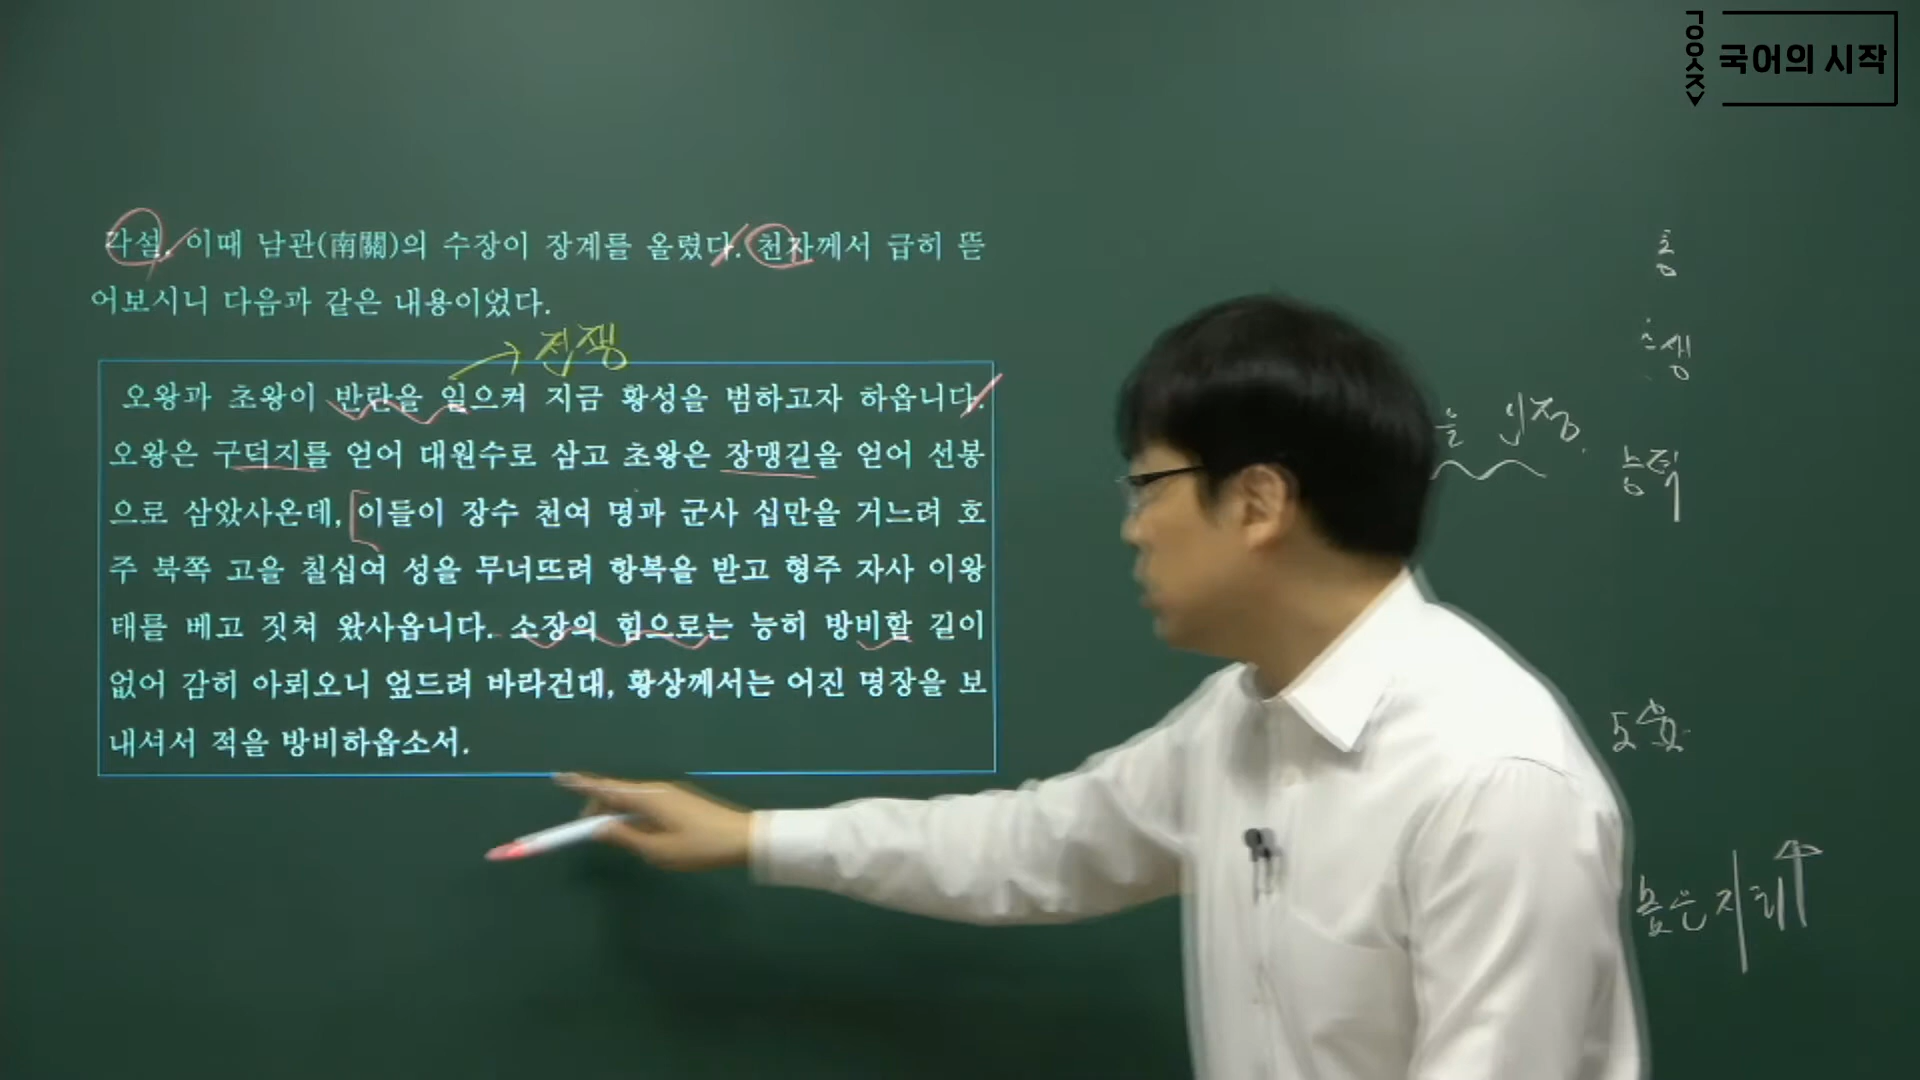 국어의 시작
각설, 이때 남관(南關)의 수장이 장계를 올렸다. 천자께서 급히 뜯
어보시니 다음과 같은 내용이었다.
전쟁
오왕과 초왕이 반란을 일으켜 지금 황성을 범하고자 하옵니다.
오왕은 구덕지를 얻어 대원수로 삼고 초왕은 장맹길을 얻어 선봉
으로 삼았사온데, 이들이 장수 천여 명과 군사 십만을 거느려 호
주 북쪽 고을 칠십여 성을 무너뜨려 항복을 받고 형주 자사 이왕
태를 베고 짓쳐 왔사옵니다. 소장의 힘으로는 능히 방비할 길이
없어 감히 아뢰오니 엎드려 바라건대, 황상께서는 어진 명장을 보
내셔서 적을 방비하옵소서.
을 인정.
능력
높은 지위